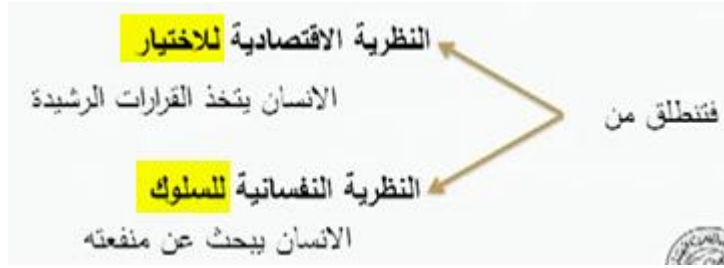 النظرية الاقتصادية للاختيار
الانسان يتخذ القرارات الرشيدة
فتنطلق من
النظرية النفسانية للسلوك
الانسان يبحث عن منفعته